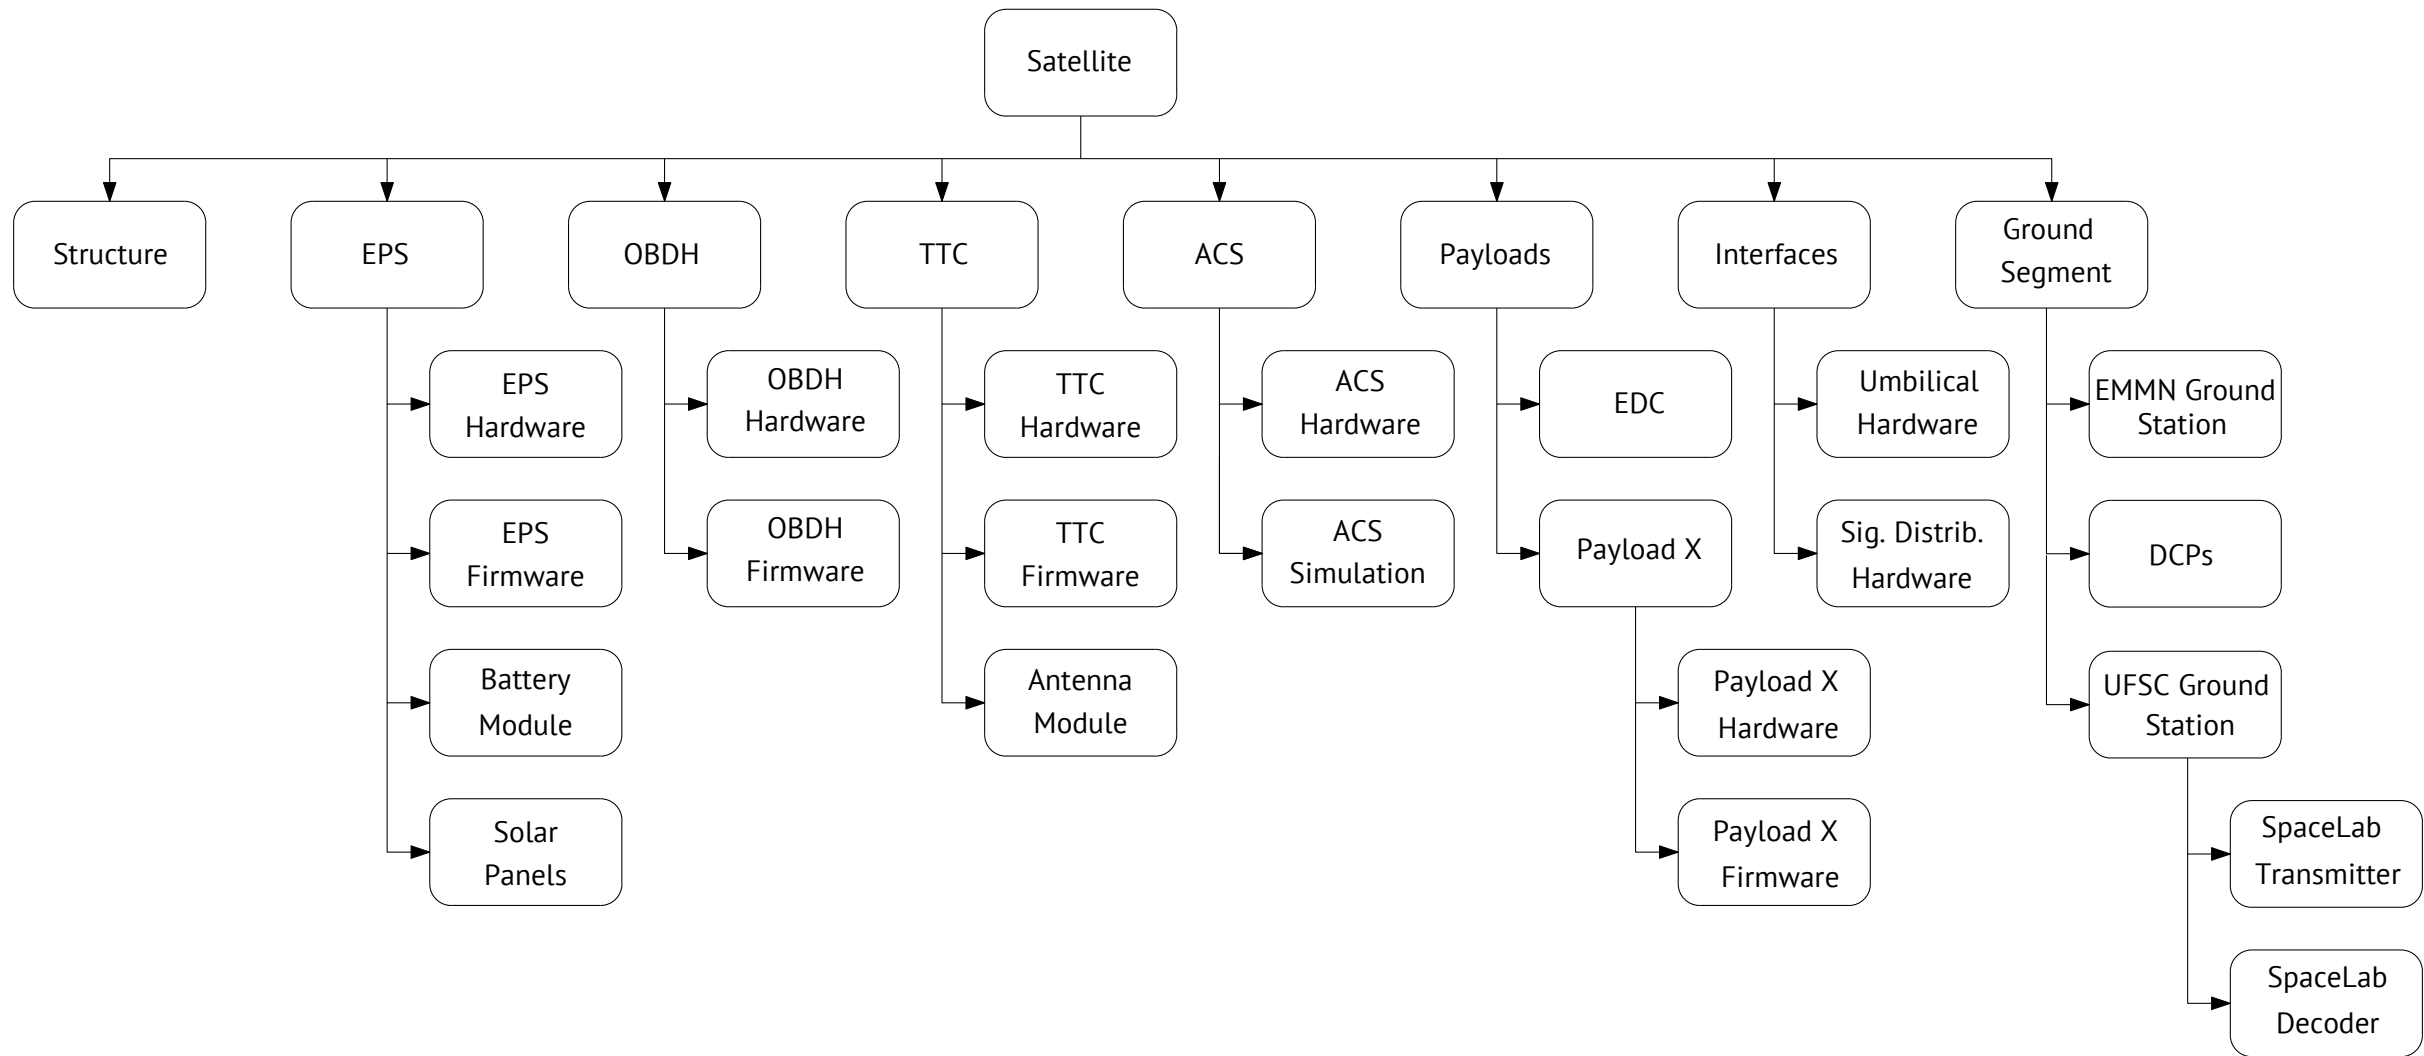 Satellite
Structure
EPS
OBDH
TTC
ACS
Payloads
Interfaces
Ground
Segment
EPS
Hardware
EPS
Firmware
Battery
Module
Solar
Panels
OBDH
Hardware
OBDH
Firmware
TTC
Hardware
TTC
Firmware
Antenna
Module
ACS
Hardware
ACS
Simulation
EDC
Payload X
Payload X
Hardware
Payload X
Firmware
Umbilical
Hardware
Sig. Distrib.
Hardware
EMMN Ground
Station
DCPs
UFSC Ground
Station
SpaceLab
Transmitter
SpaceLab
Decoder